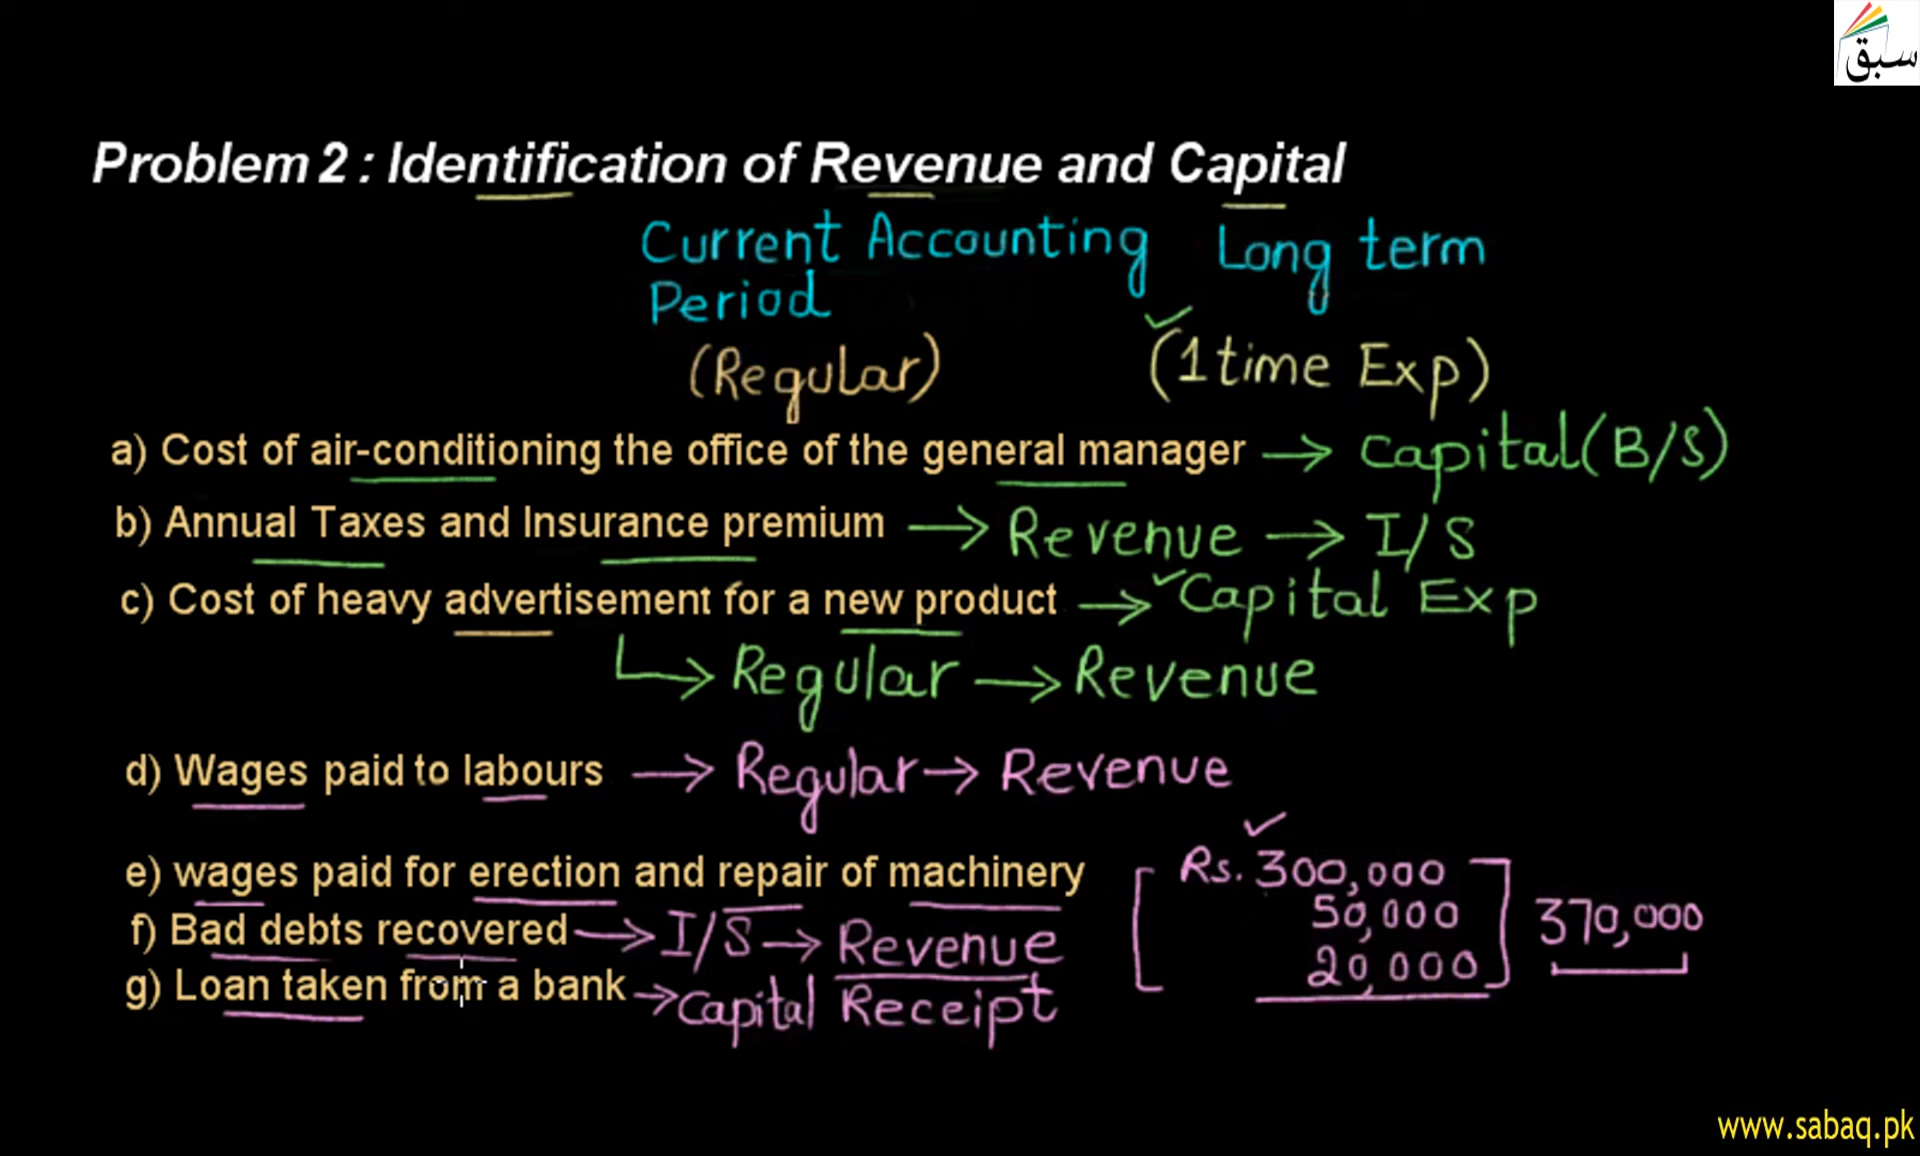 سبق
Problem 2 : Identification of Revenue and Capital
Current Accounting Long term
Period
(Regular) ✓(1 time Exp)
a) Cost of air-conditioning the office of the general manager → Capital (B/S)
b) Annual Taxes and Insurance premium → Revenue → I/S
c) Cost of heavy advertisement for a new product → ✓Capital Exp
↳ Regular → Revenue
d) Wages paid to labours → Regular → Revenue
e) wages paid for erection and repair of machinery [ Rs. 300,000 ✓
50,000 ] 370,000
20,000
f) Bad debts recovered → I/S → Revenue
g) Loan taken from a bank → Capital Receipt
www.sabaq.pk